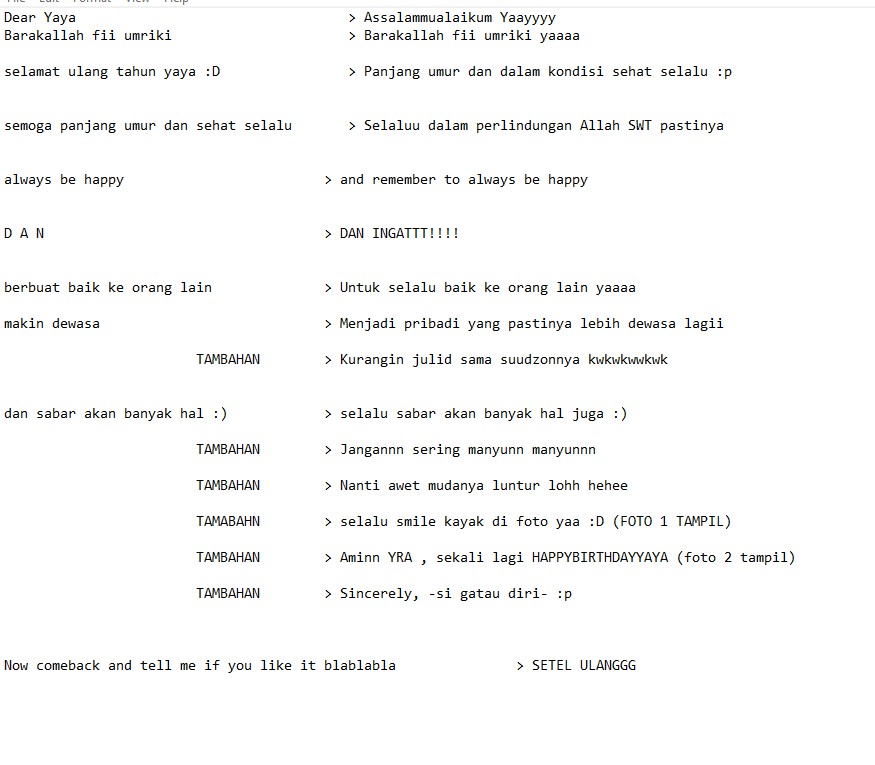 File Edit Format View Help
Dear Yaya > Assalammualaikum Yaayyyy
Barakallah fii umriki > Barakallah fii umriki yaaaa
selamat ulang tahun yaya :D > Panjang umur dan dalam kondisi sehat selalu :p
semoga panjang umur dan sehat selalu > Selaluu dalam perlindungan Allah SWT pastinya
always be happy > and remember to always be happy
D A N > DAN INGATTT!!!!
berbuat baik ke orang lain > Untuk selalu baik ke orang lain yaaaa
makin dewasa > Menjadi pribadi yang pastinya lebih dewasa lagii
TAMBAHAN > Kurangin julid sama suudzonnya kwkwkwwkwk
dan sabar akan banyak hal :) > selalu sabar akan banyak hal juga :)
TAMBAHAN > Jangannn sering manyunn manyunnn
TAMBAHAN > Nanti awet mudanya luntur lohh hehee
TAMABAHN > selalu smile kayak di foto yaa :D (FOTO 1 TAMPIL)
TAMBAHAN > Aminn YRA , sekali lagi HAPPYBIRTHDAYYAYA (foto 2 tampil)
TAMBAHAN > Sincerely, -si gatau diri- :p
Now comeback and tell me if you like it blablabla > SETEL ULANGGG